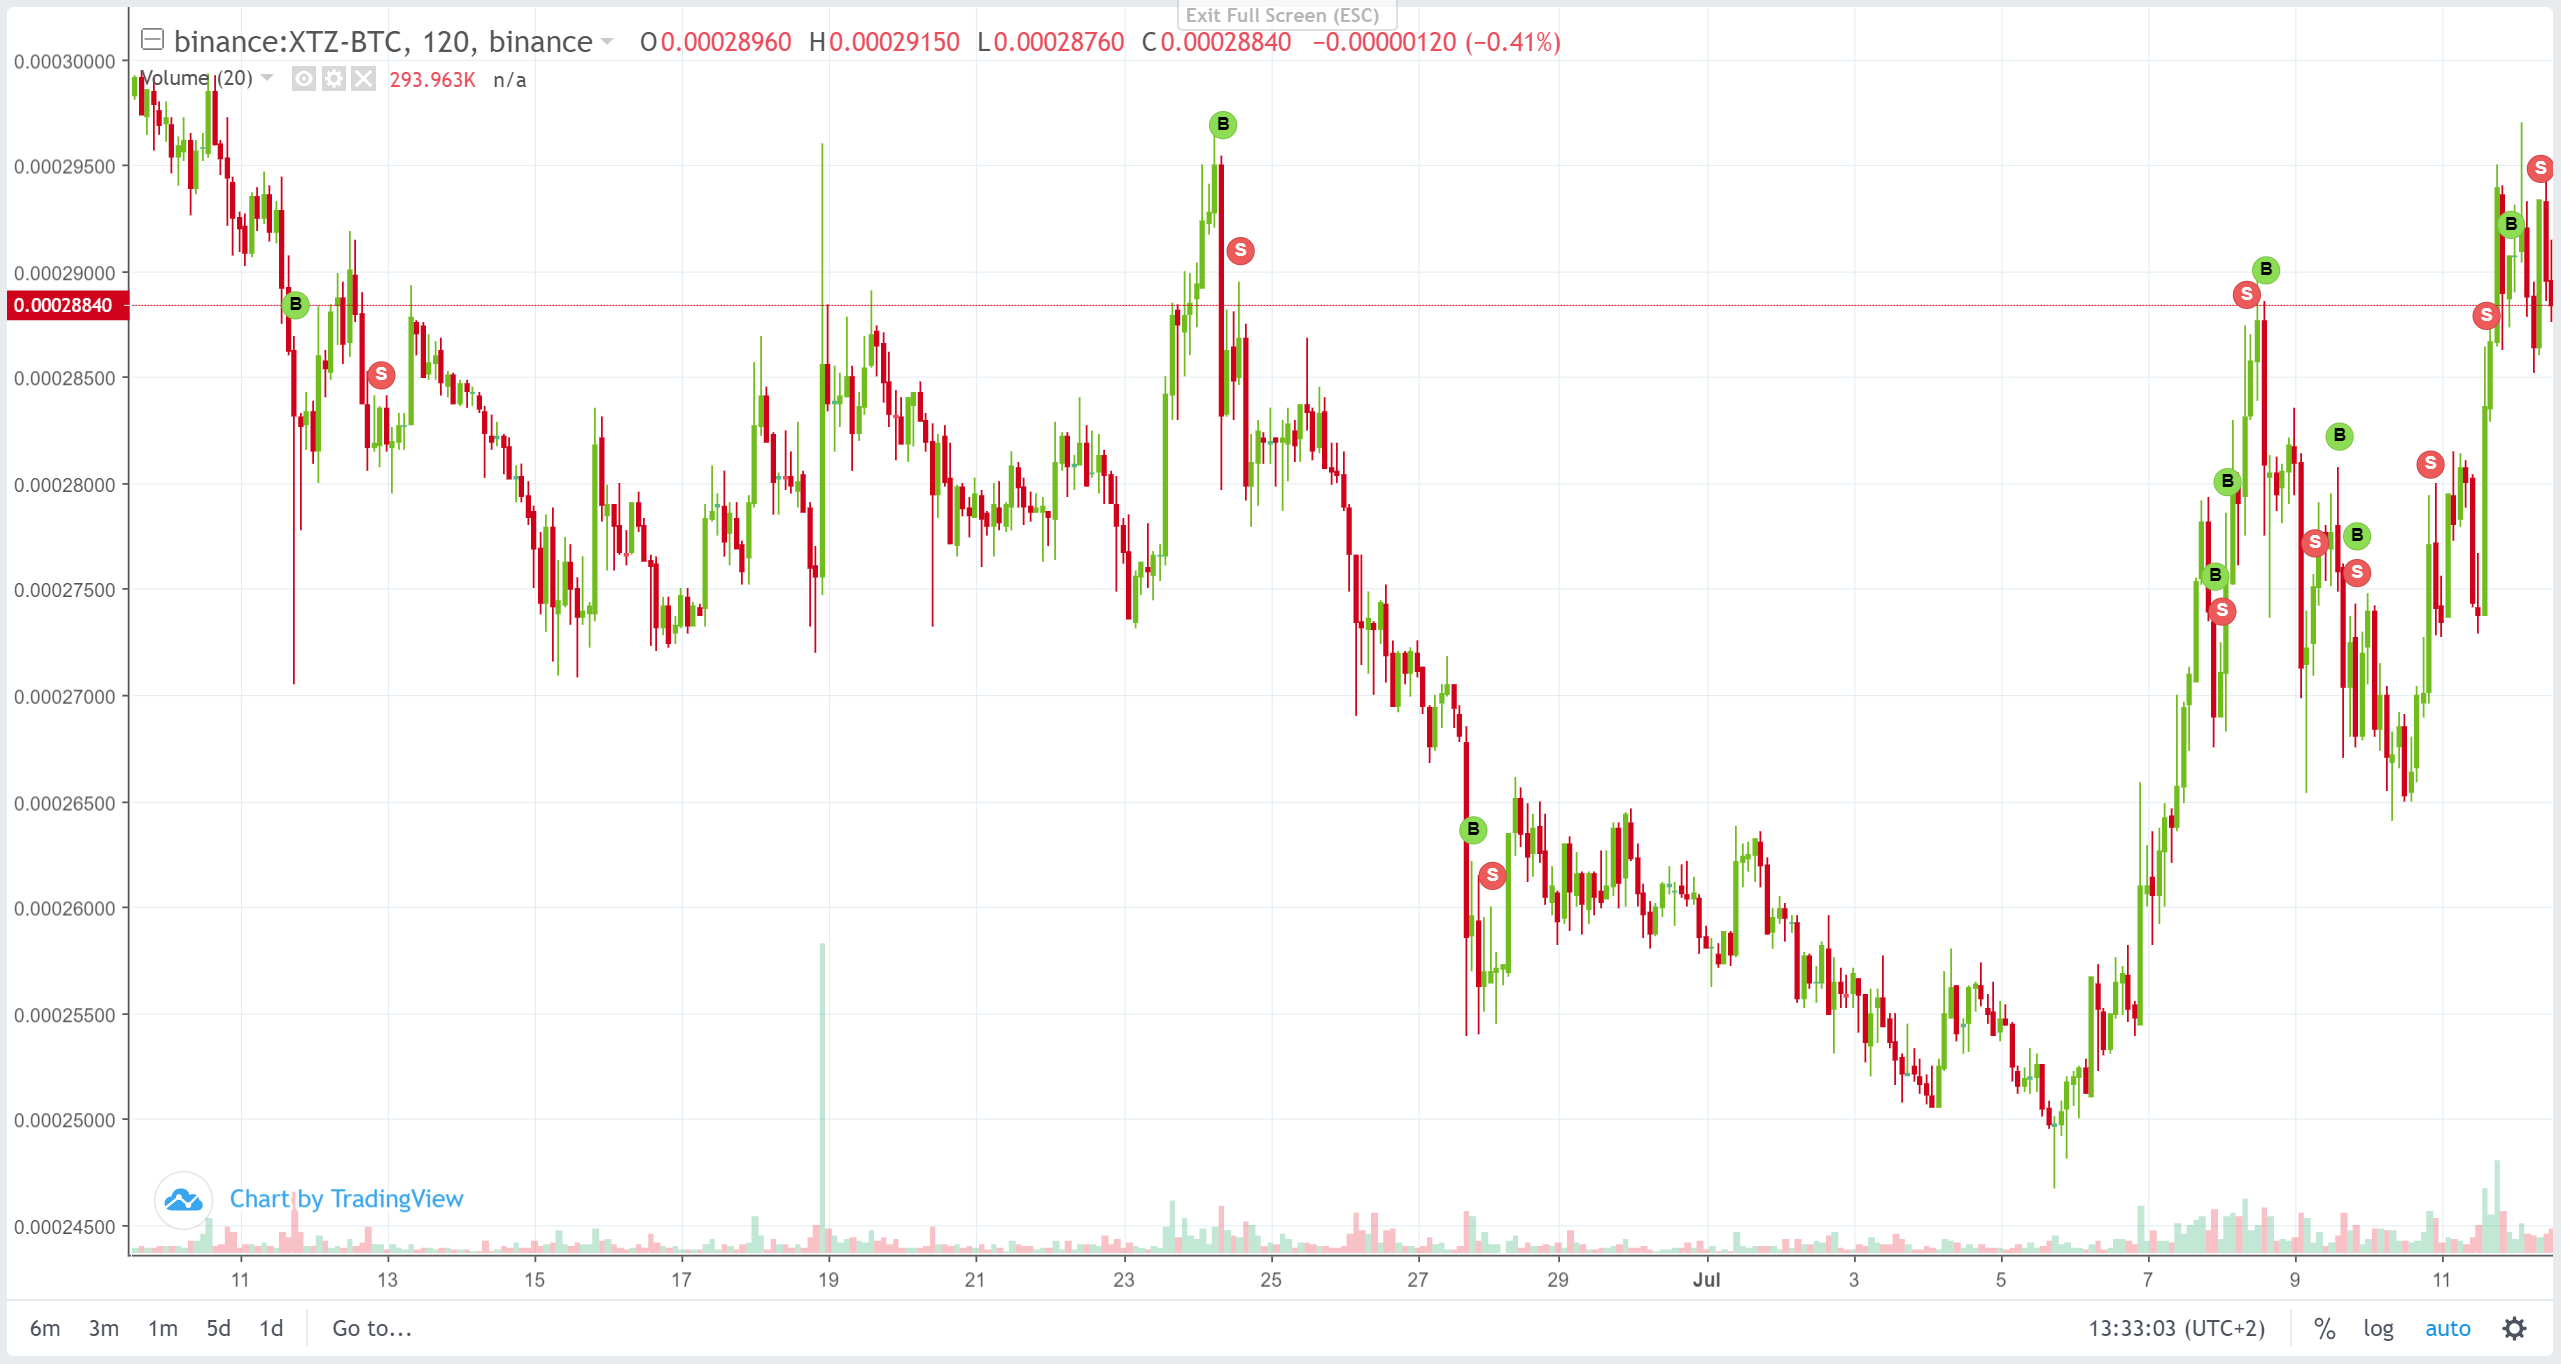 Exit Full Screen (ESC)
binance:XTZ-BTC, 120, binance O0.00028960 H0.00029150 L0.00028760 C0.00028840 −0.00000120 (−0.41%)
Volume (20) 293.963K n/a
0.00030000
0.00029500
0.00029000
0.00028840
0.00028500
0.00028000
0.00027500
0.00027000
0.00026500
0.00026000
0.00025500
0.00025000
0.00024500
B
S
B
S
B
S
B
S
B
S
B
S
B
S
B
S
S
B
S
Chart by TradingView
11 13 15 17 19 21 23 25 27 29 Jul 3 5 7 9 11
6m 3m 1m 5d 1d Go to... 13:33:03 (UTC+2) % log auto